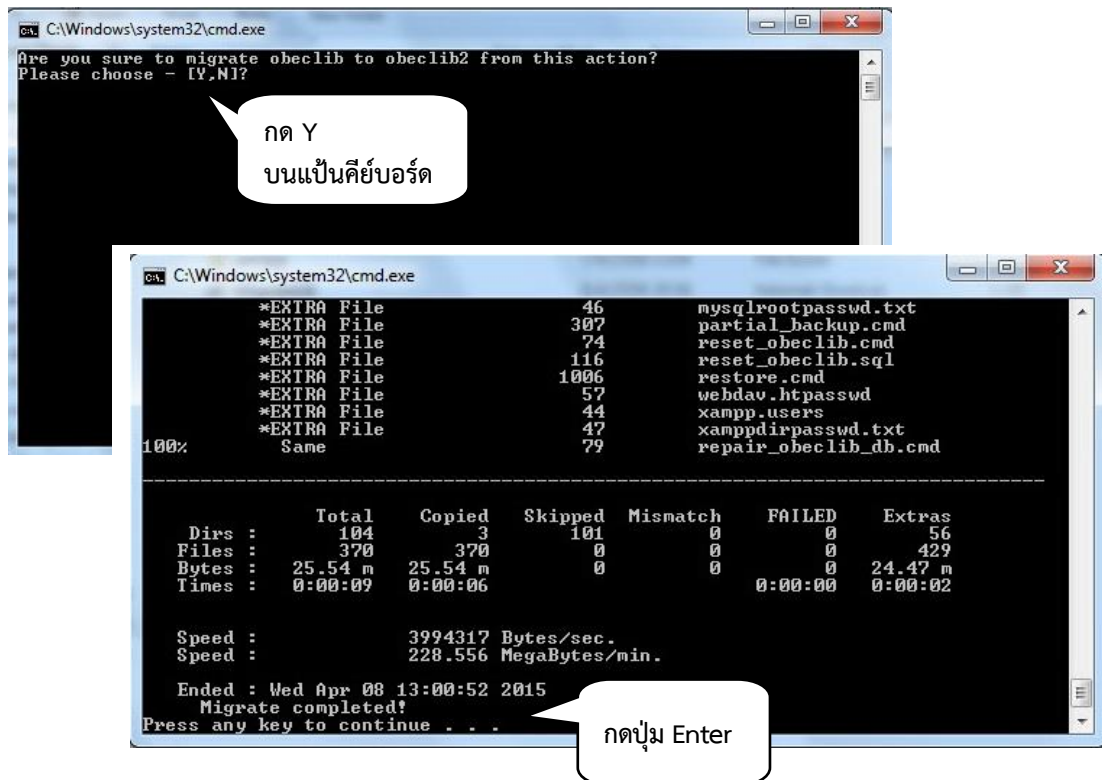 C:\Windows\system32\cmd.exe
Are you sure to migrate obeclib to obeclib2 from this action?
Please choose - [Y,N]?
กด Y
บนแป้นคีย์บอร์ด
C:\Windows\system32\cmd.exe
*EXTRA File 46 mysqlrootpasswd.txt
*EXTRA File 307 partial_backup.cmd
*EXTRA File 74 reset_obeclib.cmd
*EXTRA File 116 reset_obeclib.sql
*EXTRA File 1006 restore.cmd
*EXTRA File 57 webdav.htpasswd
*EXTRA File 44 xampp.users
*EXTRA File 47 xamppdirpasswd.txt
100% Same 79 repair_obeclib_db.cmd
------------------------------------------------------------------------------
Total Copied Skipped Mismatch FAILED Extras
Dirs : 104 3 101 0 0 56
Files : 370 370 0 0 0 429
Bytes : 25.54 m 25.54 m 0 0 0 24.47 m
Times : 0:00:09 0:00:06 0:00:00 0:00:02
Speed : 3994317 Bytes/sec.
Speed : 228.556 MegaBytes/min.
Ended : Wed Apr 08 13:00:52 2015
Migrate completed!
Press any key to continue . . .
กดปุ่ม Enter